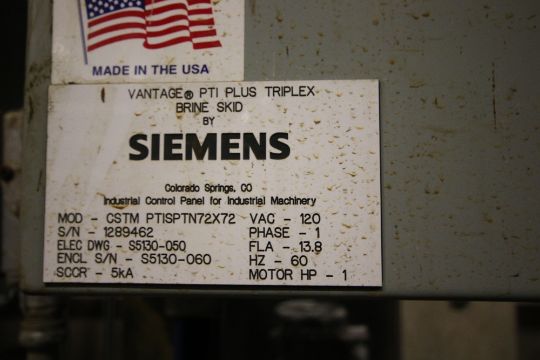 MADE IN THE USA
VANTAGE® PTI PLUS TRIPLEX
BRINE SKID
BY
SIEMENS
Colorado Springs, CO
Industrial Control Panel for Industrial Machinery
MOD - CSTM PTISPTN72X72 VAC - 120
S/N - 1289462 PHASE - 1
ELEC DWG - S5130-050 FLA - 13.8
ENCL S/N - S5130-060 HZ - 60
SCCR - 5kA MOTOR HP - 1